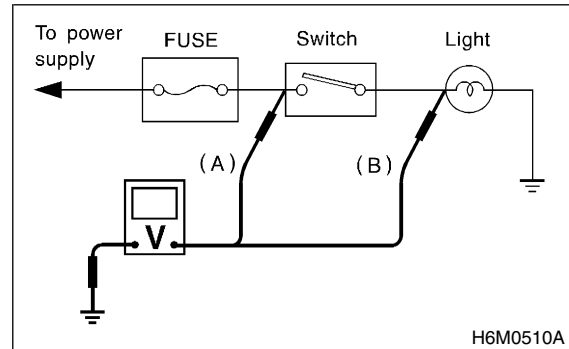 To power
supply
FUSE
Switch
Light
(A)
(B)
V
H6M0510A